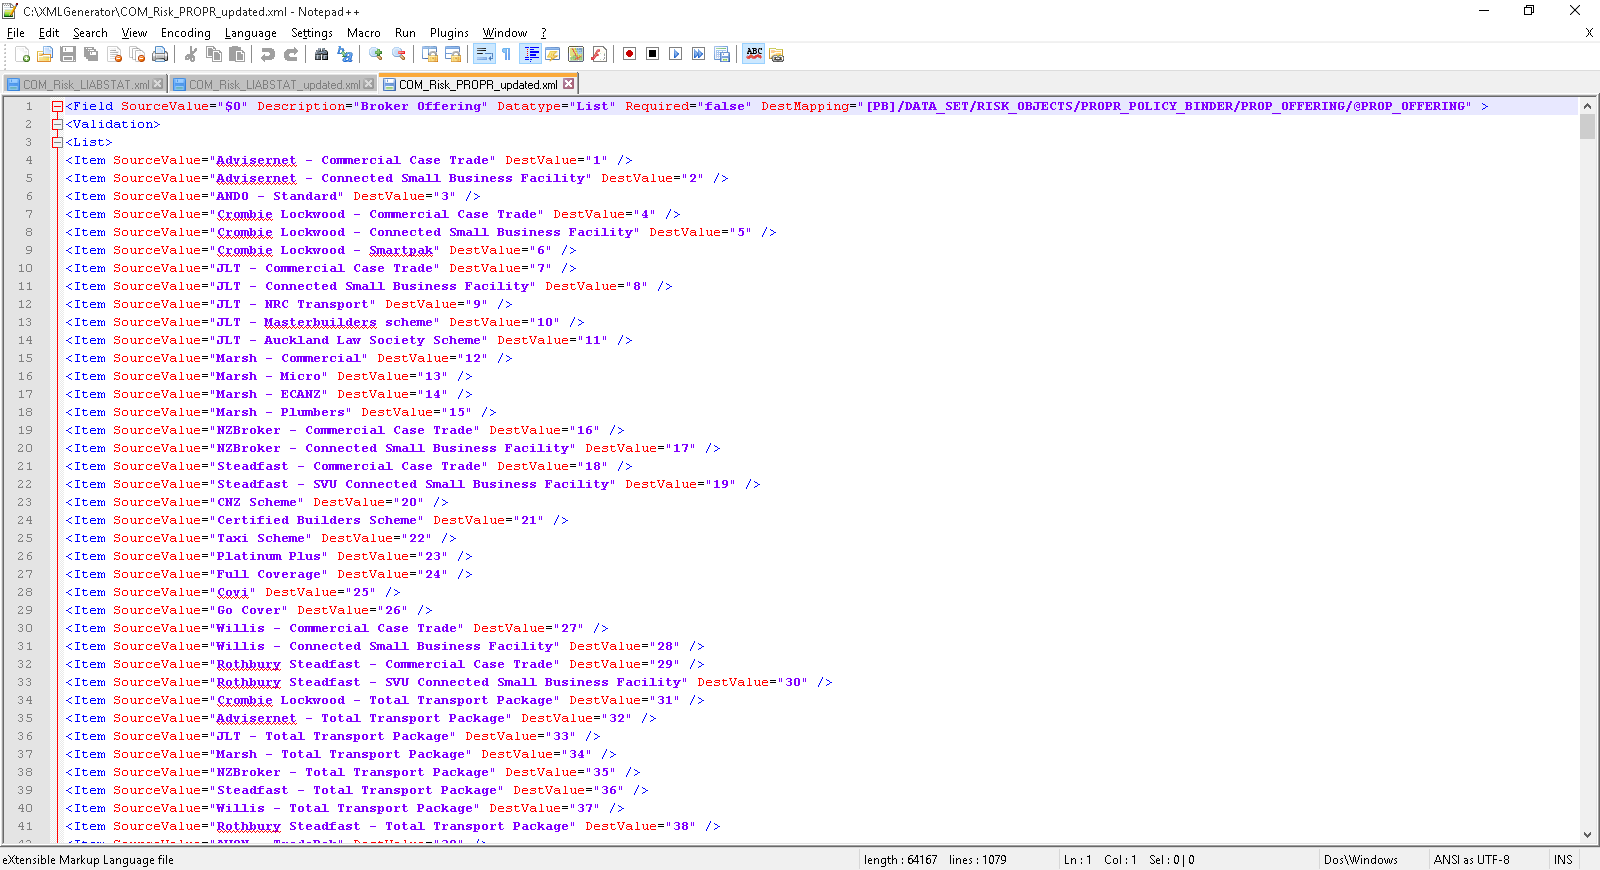 C:\XMLGenerator\COM_Risk_PROPR_updated.xml - Notepad++
File Edit Search View Encoding Language Settings Macro Run Plugins Window ? X
COM_Risk_LIABSTAT.xml COM_Risk_LIABSTAT_updated.xml COM_Risk_PROPR_updated.xml
1 <Field SourceValue="$0" Description="Broker Offering" Datatype="List" Required="false" DestMapping="[PB]/DATA_SET/RISK_OBJECTS/PROPR_POLICY_BINDER/PROP_OFFERING/@PROP_OFFERING" >
2 <Validation>
3 <List>
4 <Item SourceValue="Advisernet - Commercial Case Trade" DestValue="1" />
5 <Item SourceValue="Advisernet - Connected Small Business Facility" DestValue="2" />
6 <Item SourceValue="ANDO - Standard" DestValue="3" />
7 <Item SourceValue="Crombie Lockwood - Commercial Case Trade" DestValue="4" />
8 <Item SourceValue="Crombie Lockwood - Connected Small Business Facility" DestValue="5" />
9 <Item SourceValue="Crombie Lockwood - Smartpak" DestValue="6" />
10 <Item SourceValue="JLT - Commercial Case Trade" DestValue="7" />
11 <Item SourceValue="JLT - Connected Small Business Facility" DestValue="8" />
12 <Item SourceValue="JLT - NRC Transport" DestValue="9" />
13 <Item SourceValue="JLT - Masterbuilders scheme" DestValue="10" />
14 <Item SourceValue="JLT - Auckland Law Society Scheme" DestValue="11" />
15 <Item SourceValue="Marsh - Commercial" DestValue="12" />
16 <Item SourceValue="Marsh - Micro" DestValue="13" />
17 <Item SourceValue="Marsh - ECANZ" DestValue="14" />
18 <Item SourceValue="Marsh - Plumbers" DestValue="15" />
19 <Item SourceValue="NZBroker - Commercial Case Trade" DestValue="16" />
20 <Item SourceValue="NZBroker - Connected Small Business Facility" DestValue="17" />
21 <Item SourceValue="Steadfast - Commercial Case Trade" DestValue="18" />
22 <Item SourceValue="Steadfast - SVU Connected Small Business Facility" DestValue="19" />
23 <Item SourceValue="CNZ Scheme" DestValue="20" />
24 <Item SourceValue="Certified Builders Scheme" DestValue="21" />
25 <Item SourceValue="Taxi Scheme" DestValue="22" />
26 <Item SourceValue="Platinum Plus" DestValue="23" />
27 <Item SourceValue="Full Coverage" DestValue="24" />
28 <Item SourceValue="Covi" DestValue="25" />
29 <Item SourceValue="Go Cover" DestValue="26" />
30 <Item SourceValue="Willis - Commercial Case Trade" DestValue="27" />
31 <Item SourceValue="Willis - Connected Small Business Facility" DestValue="28" />
32 <Item SourceValue="Rothbury Steadfast - Commercial Case Trade" DestValue="29" />
33 <Item SourceValue="Rothbury Steadfast - SVU Connected Small Business Facility" DestValue="30" />
34 <Item SourceValue="Crombie Lockwood - Total Transport Package" DestValue="31" />
35 <Item SourceValue="Advisernet - Total Transport Package" DestValue="32" />
36 <Item SourceValue="JLT - Total Transport Package" DestValue="33" />
37 <Item SourceValue="Marsh - Total Transport Package" DestValue="34" />
38 <Item SourceValue="NZBroker - Total Transport Package" DestValue="35" />
39 <Item SourceValue="Steadfast - Total Transport Package" DestValue="36" />
40 <Item SourceValue="Willis - Total Transport Package" DestValue="37" />
41 <Item SourceValue="Rothbury Steadfast - Total Transport Package" DestValue="38" />
eXtensible Markup Language file length : 64167 lines : 1079 Ln : 1 Col : 1 Sel : 0 | 0 Dos\Windows ANSI as UTF-8 INS